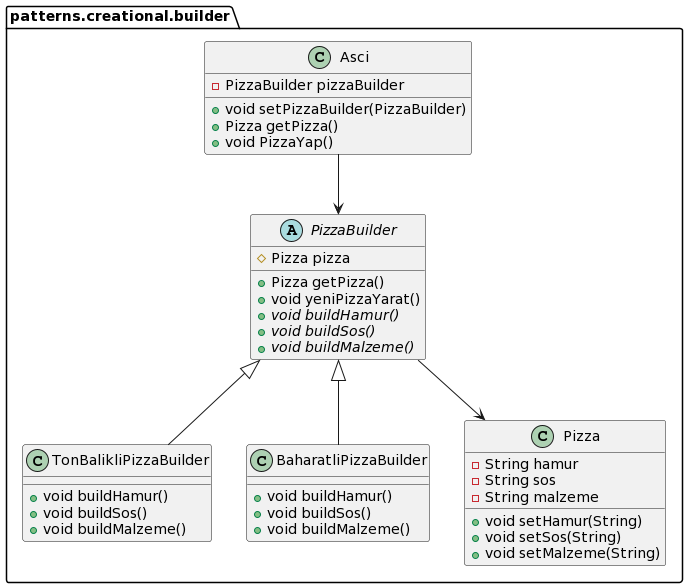 patterns.creational.builder
C Asci
PizzaBuilder pizzaBuilder
void setPizzaBuilder(PizzaBuilder)
Pizza getPizza()
void PizzaYap()
A PizzaBuilder
Pizza pizza
Pizza getPizza()
void yeniPizzaYarat()
void buildHamur()
void buildSos()
void buildMalzeme()
C TonBalikliPizzaBuilder
void buildHamur()
void buildSos()
void buildMalzeme()
C BaharatliPizzaBuilder
void buildHamur()
void buildSos()
void buildMalzeme()
C Pizza
String hamur
String sos
String malzeme
void setHamur(String)
void setSos(String)
void setMalzeme(String)